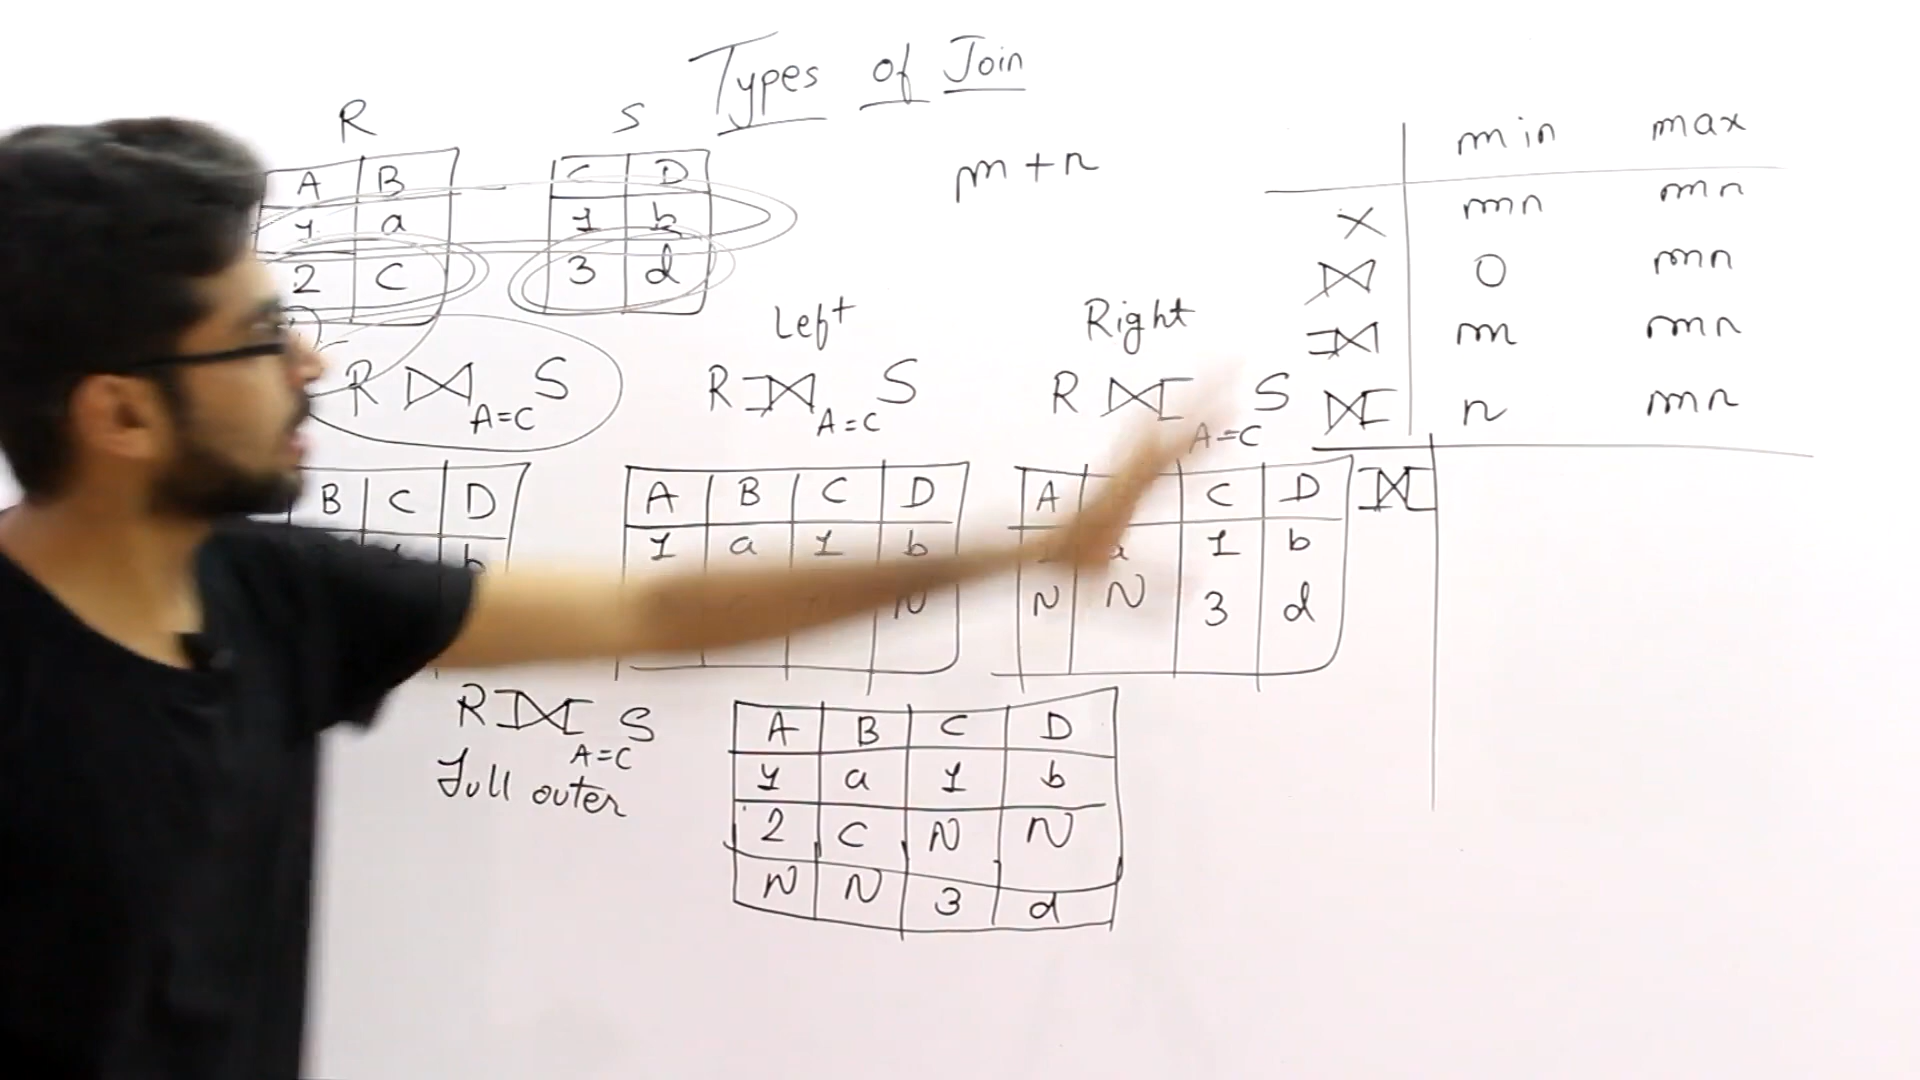 Types of Join
R
A B
1 a
2 C
S
C D
1 b
3 d
m + n
min max
× mn mn
⋈ 0 mn
⟕ m mn
⟖ n mn
⟗
R ⋈ A=C S
B C D
b
Left
R ⟕ A=C S
A B C D
1 a 1 b
N
Right
R ⟖ A=C S
A C D
a 1 b
N N 3 d
R ⟗ A=C S
Full outer
A B C D
1 a 1 b
2 C N N
N N 3 d